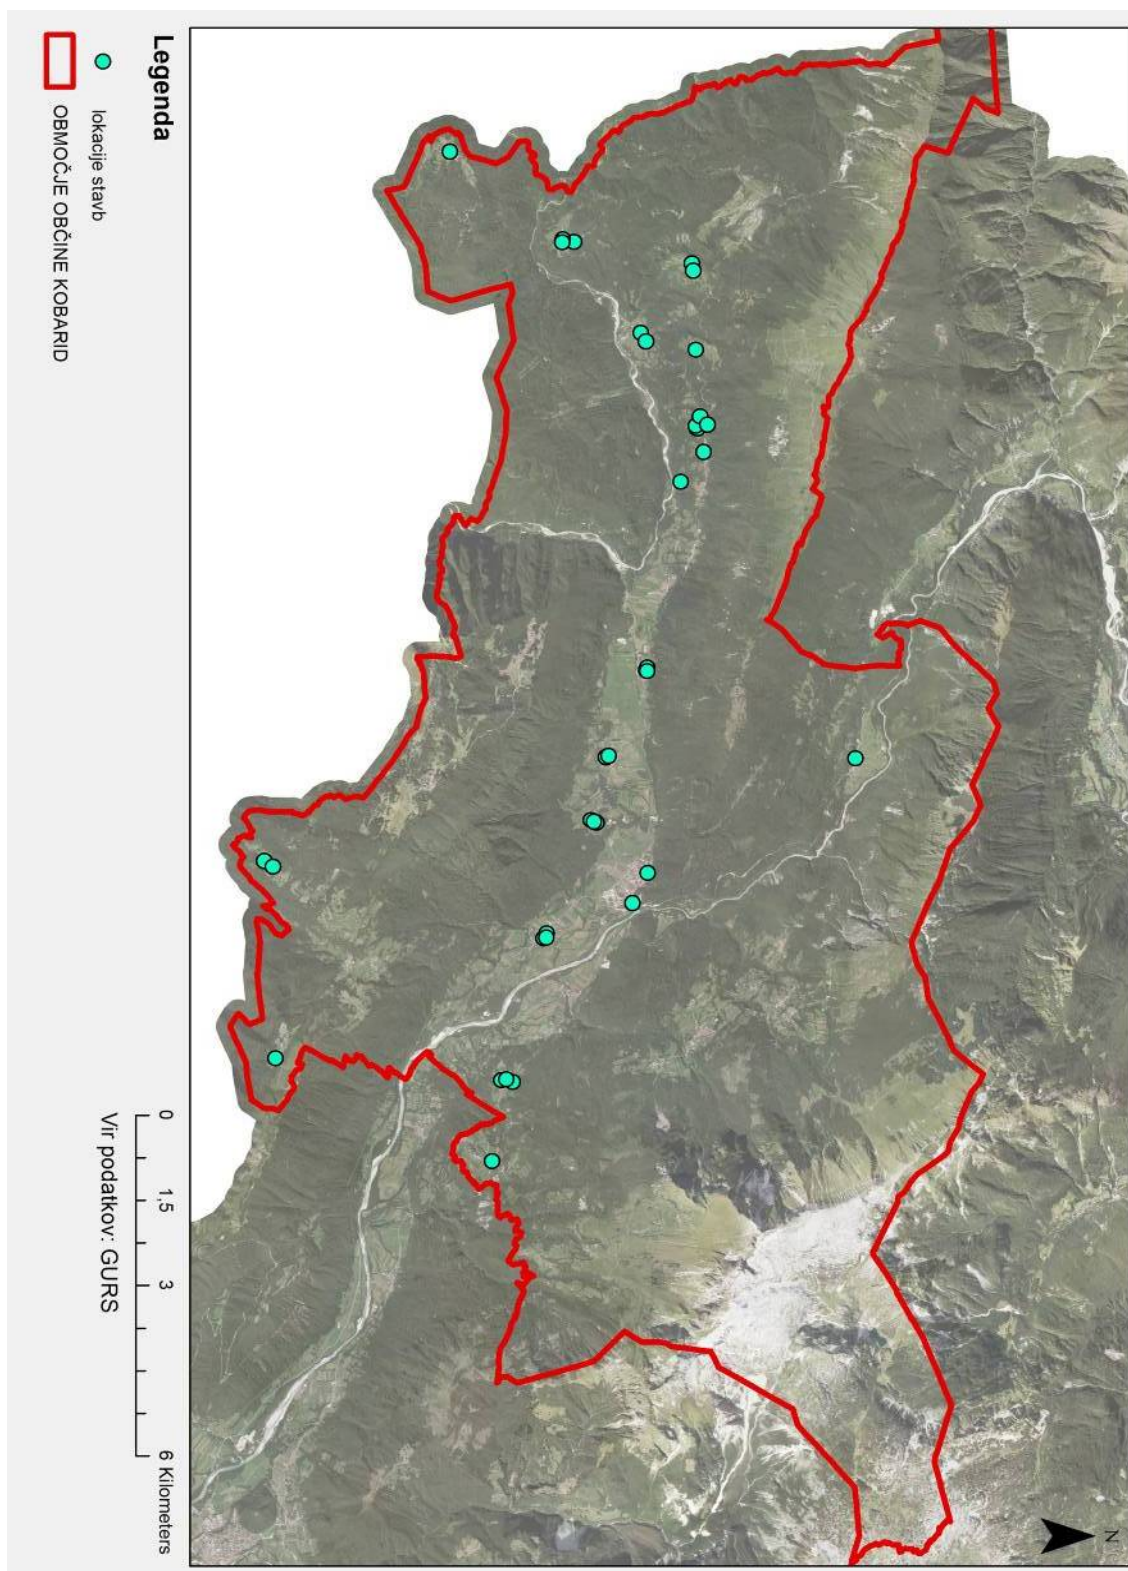 N
Legenda
lokacije stavb
OBMOČJE OBČINE KOBARID
0 1,5 3 6 Kilometers
Vir podatkov: GURS